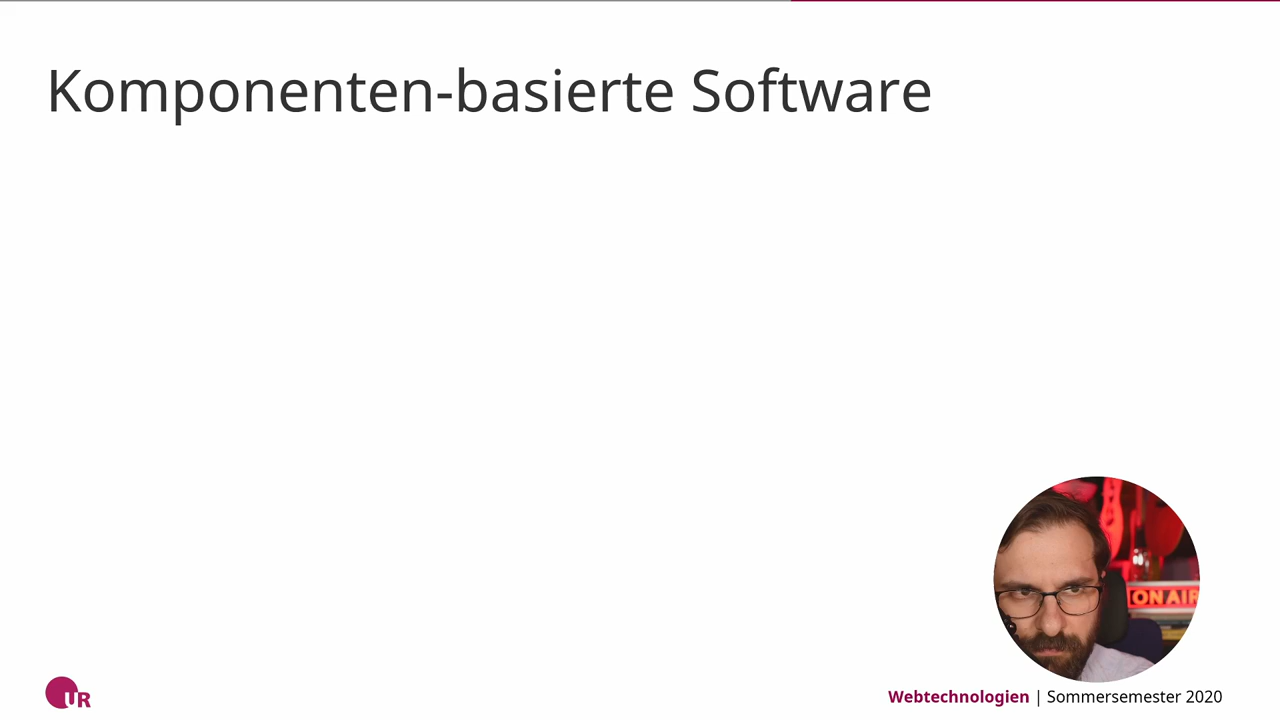 Komponenten-basierte Software
ON AIR
UR
Webtechnologien | Sommersemester 2020